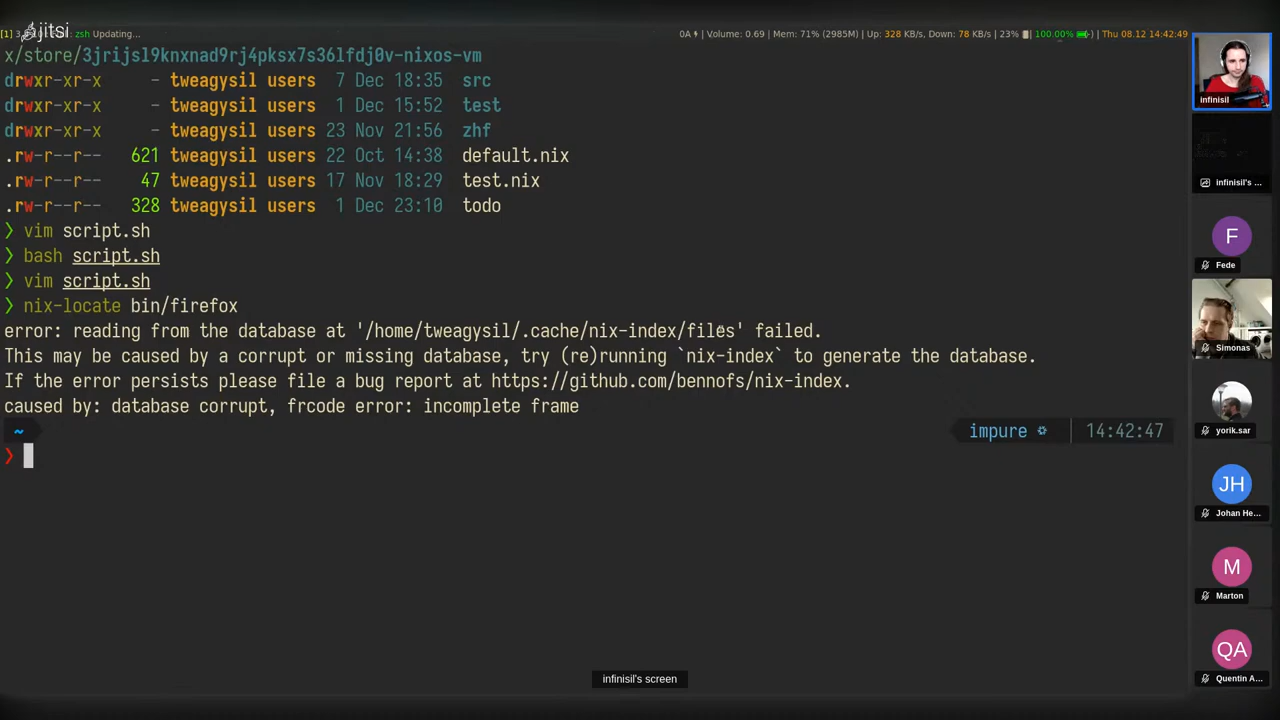 jitsi
[1] zsh Updating...
0A | Volume: 0.69 | Mem: 71% (2985M) | Up: 328 KB/s, Down: 78 KB/s | 23% | 100.00% | Thu 08.12 14:42:49
x/store/3jrijsl9knxnad9rj4pksx7s36lfdj0v-nixos-vm
drwxr-xr-x - tweagysil users 7 Dec 18:35 src
drwxr-xr-x - tweagysil users 1 Dec 15:52 test
drwxr-xr-x - tweagysil users 23 Nov 21:56 zhf
.rw-r--r-- 621 tweagysil users 22 Oct 14:38 default.nix
.rw-r--r-- 47 tweagysil users 17 Nov 18:29 test.nix
.rw-r--r-- 328 tweagysil users 1 Dec 23:10 todo
❯ vim script.sh
❯ bash script.sh
❯ vim script.sh
❯ nix-locate bin/firefox
error: reading from the database at '/home/tweagysil/.cache/nix-index/files' failed.
This may be caused by a corrupt or missing database, try (re)running `nix-index` to generate the database.
If the error persists please file a bug report at https://github.com/bennofs/nix-index.
caused by: database corrupt, frcode error: incomplete frame
~ impure 14:42:47
❯
infinisil's screen
infinisil
infinisil's ...
F
Fede
Simonas
yorik.sar
JH
Johan He...
M
Marton
QA
Quentin A...